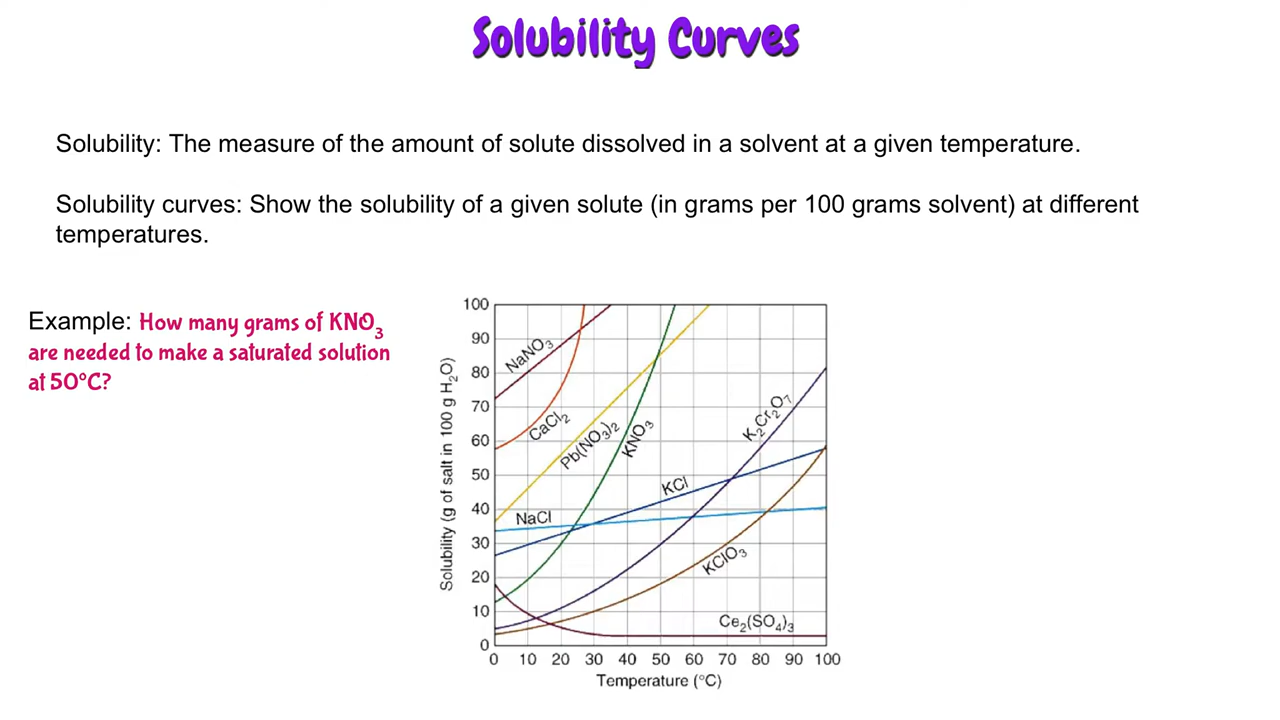 Solubility Curves
Solubility: The measure of the amount of solute dissolved in a solvent at a given temperature.
Solubility curves: Show the solubility of a given solute (in grams per 100 grams solvent) at different
temperatures.
Example: How many grams of KNO₃
are needed to make a saturated solution
at 50°C?
Solubility (g of salt in 100 g H₂O)
100
90
80
70
60
50
40
30
20
10
0
NaNO₃
CaCl₂
Pb(NO₃)₂
KNO₃
K₂Cr₂O₇
KCl
NaCl
KClO₃
Ce₂(SO₄)₃
0 10 20 30 40 50 60 70 80 90 100
Temperature (°C)